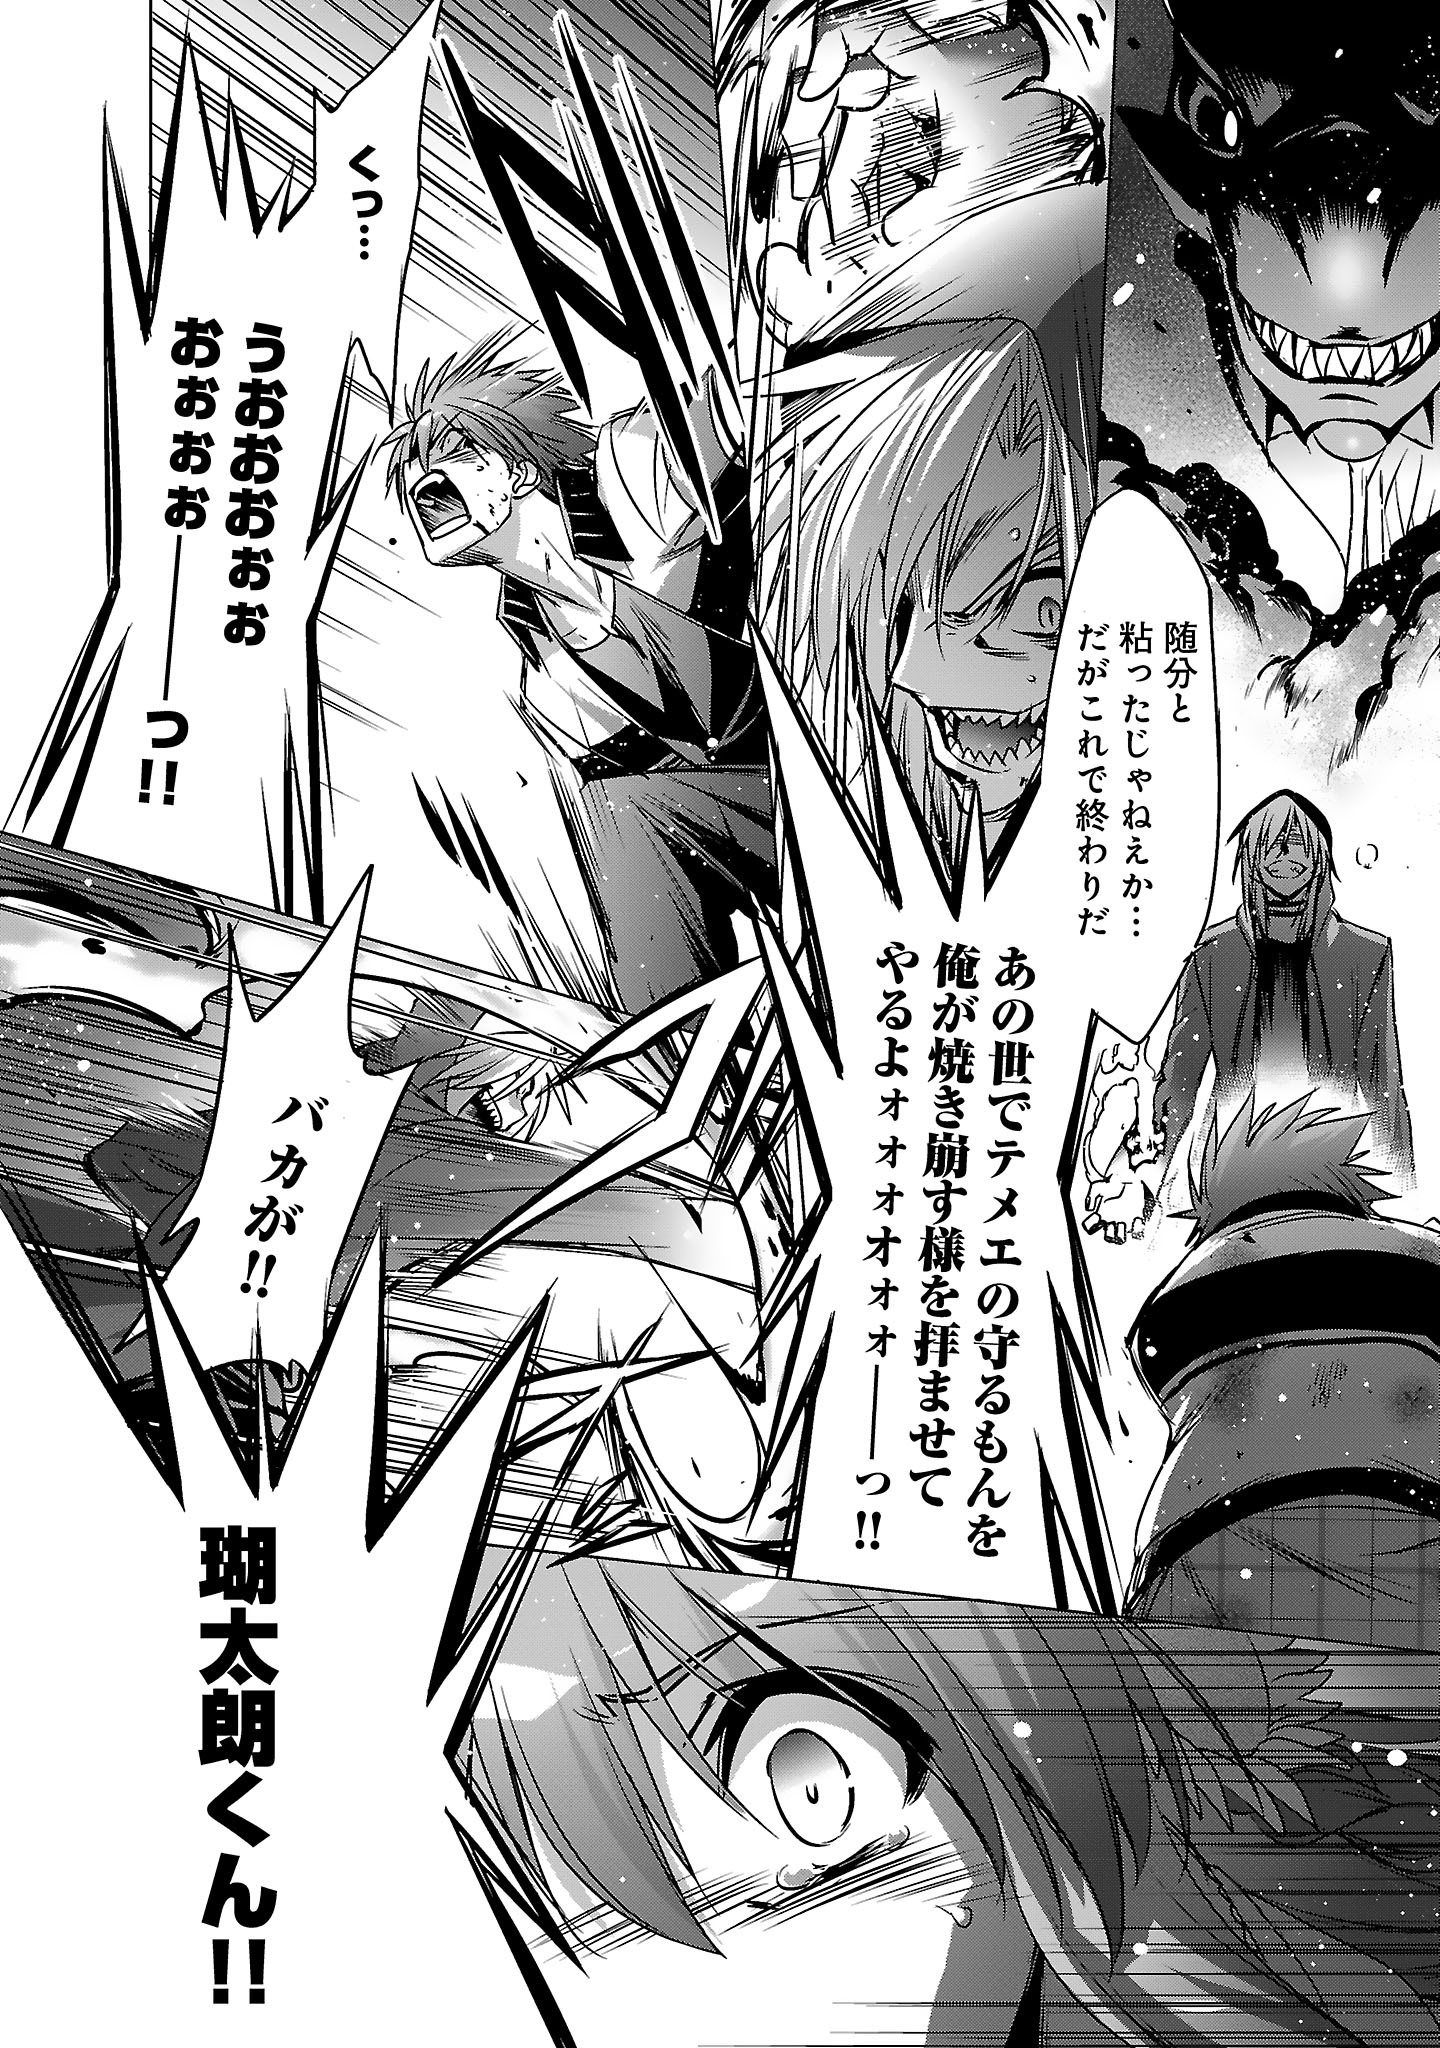 随分と
粘ったじゃねえか…
だがこれで終わりだ
あの世でテメエの守るもんを
俺が焼き崩す様を拝ませて
やるよォォォオォォ──っ!!
くっ…
うおおおおぉぉ
おぉぉぉ───っ!!
バカが!!
瑚太朗くん!!